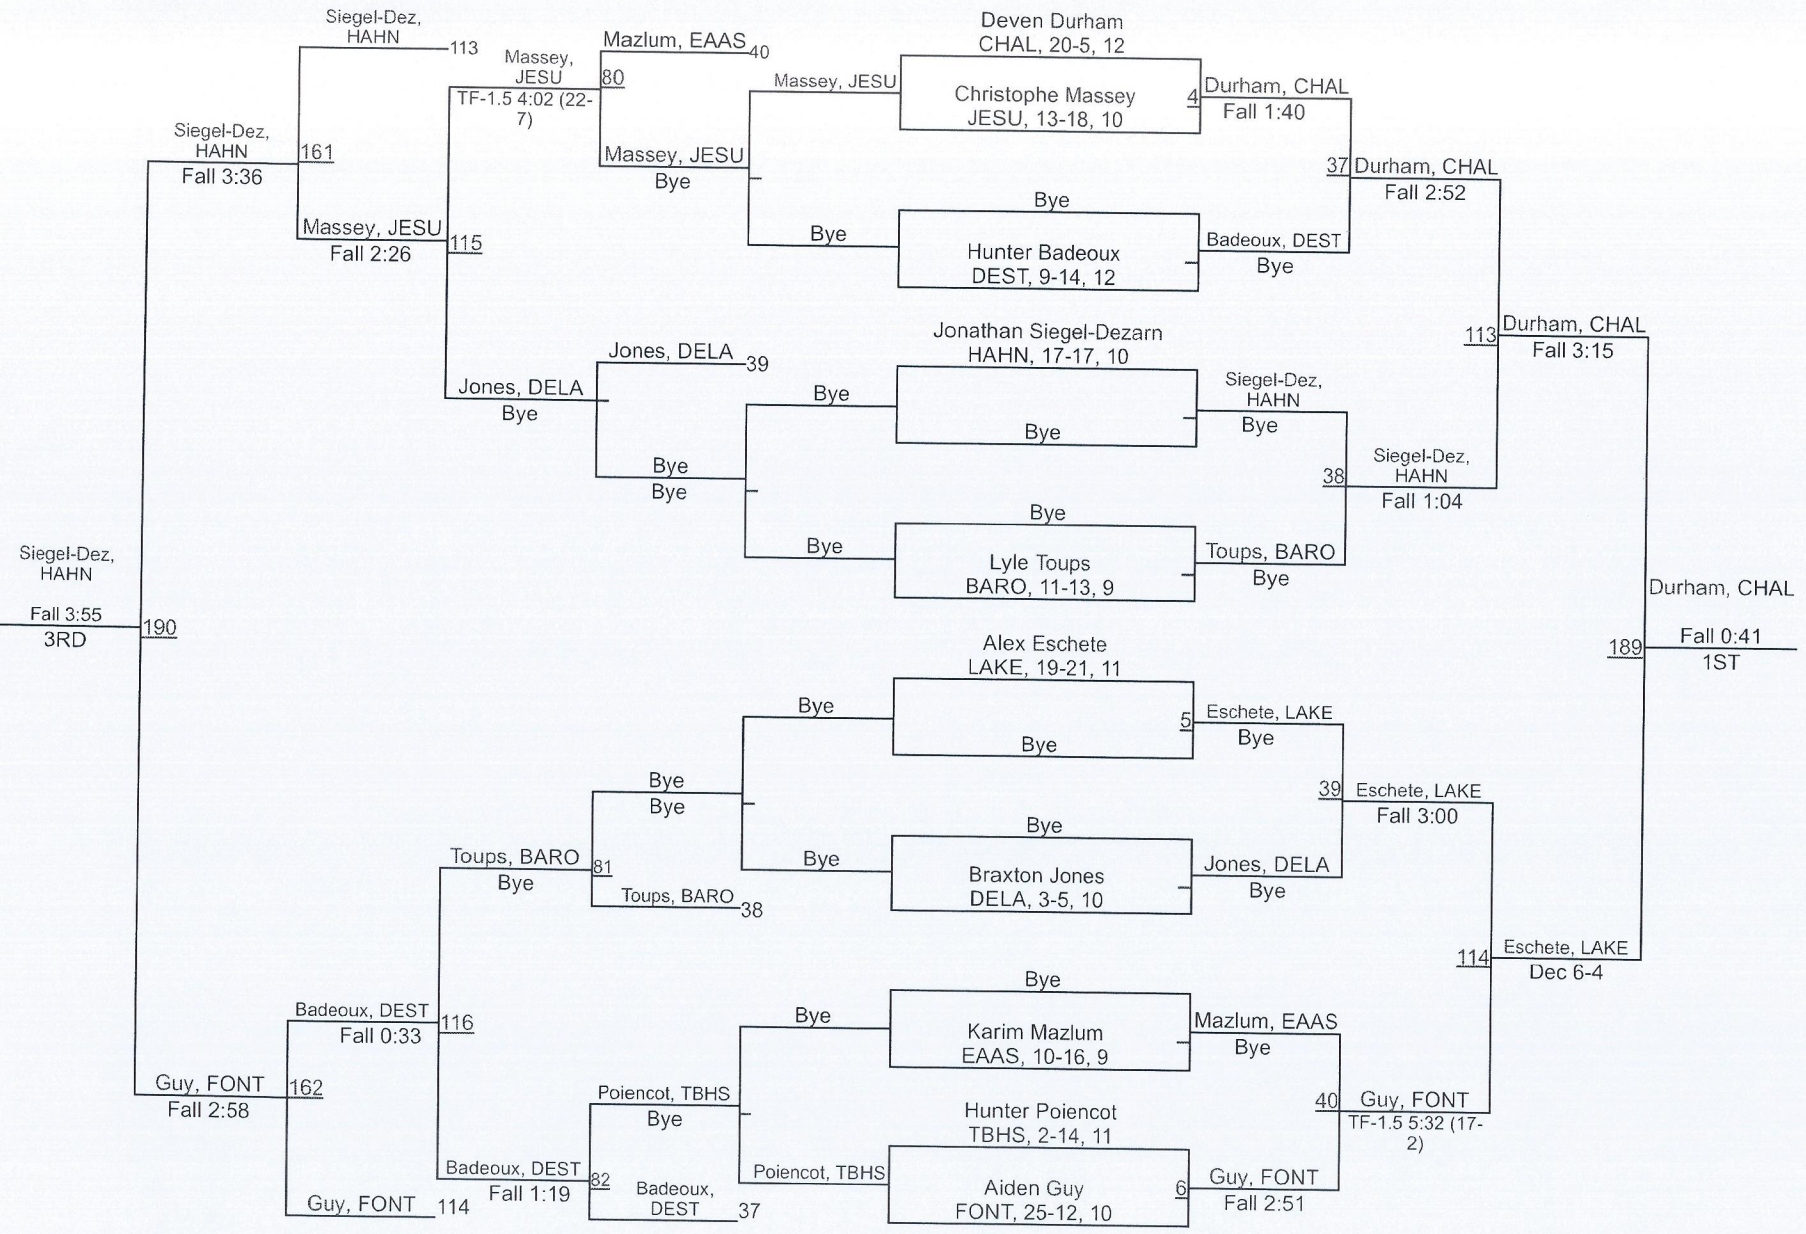 Siegel-Dez,
HAHN
113
Massey,
JESU
TF-1.5 4:02 (22-
7)
Mazlum, EAAS
40
80
Massey, JESU
Deven Durham
CHAL, 20-5, 12
Christophe Massey
JESU, 13-18, 10
4
Durham, CHAL
Fall 1:40
Siegel-Dez,
HAHN
Fall 3:36
161
Massey, JESU
Bye
37
Durham, CHAL
Fall 2:52
Massey, JESU
Fall 2:26
115
Bye
Bye
Hunter Badeoux
DEST, 9-14, 12
Badeoux, DEST
Bye
113
Durham, CHAL
Fall 3:15
Jones, DELA
39
Jones, DELA
Bye
Jonathan Siegel-Dezarn
HAHN, 17-17, 10
Bye
Bye
Siegel-Dez,
HAHN
Bye
Bye
Bye
38
Siegel-Dez,
HAHN
Fall 1:04
Bye
Bye
Lyle Toups
BARO, 11-13, 9
Toups, BARO
Bye
Siegel-Dez,
HAHN
Fall 3:55
3RD
190
Durham, CHAL
189
Fall 0:41
1ST
Alex Eschete
LAKE, 19-21, 11
Bye
Bye
5
Eschete, LAKE
Bye
Bye
Bye
39
Eschete, LAKE
Fall 3:00
Toups, BARO
Bye
81
Toups, BARO
38
Bye
Bye
Braxton Jones
DELA, 3-5, 10
Jones, DELA
Bye
114
Eschete, LAKE
Dec 6-4
Badeoux, DEST
Fall 0:33
116
Bye
Bye
Karim Mazlum
EAAS, 10-16, 9
Mazlum, EAAS
Bye
Guy, FONT
Fall 2:58
162
Poiencot, TBHS
Bye
Hunter Poiencot
TBHS, 2-14, 11
40
Guy, FONT
TF-1.5 5:32 (17-
2)
Badeoux, DEST
Fall 1:19
82
Badeoux,
DEST
37
Poiencot, TBHS
Aiden Guy
FONT, 25-12, 10
6
Guy, FONT
Fall 2:51
Guy, FONT
114